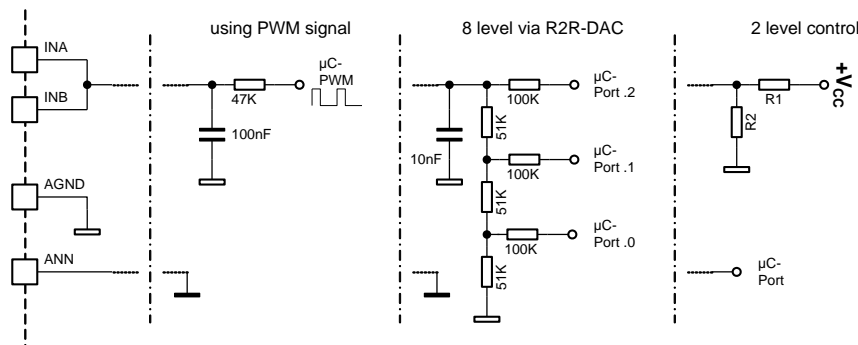 using PWM signal
8 level via R2R-DAC
2 level control
INA
INB
AGND
ANN
µC-
PWM
47K
100nF
µC-
Port .2
100K
51K
10nF
µC-
Port .1
100K
51K
µC-
Port .0
100K
51K
+VCC
R1
R2
µC-
Port